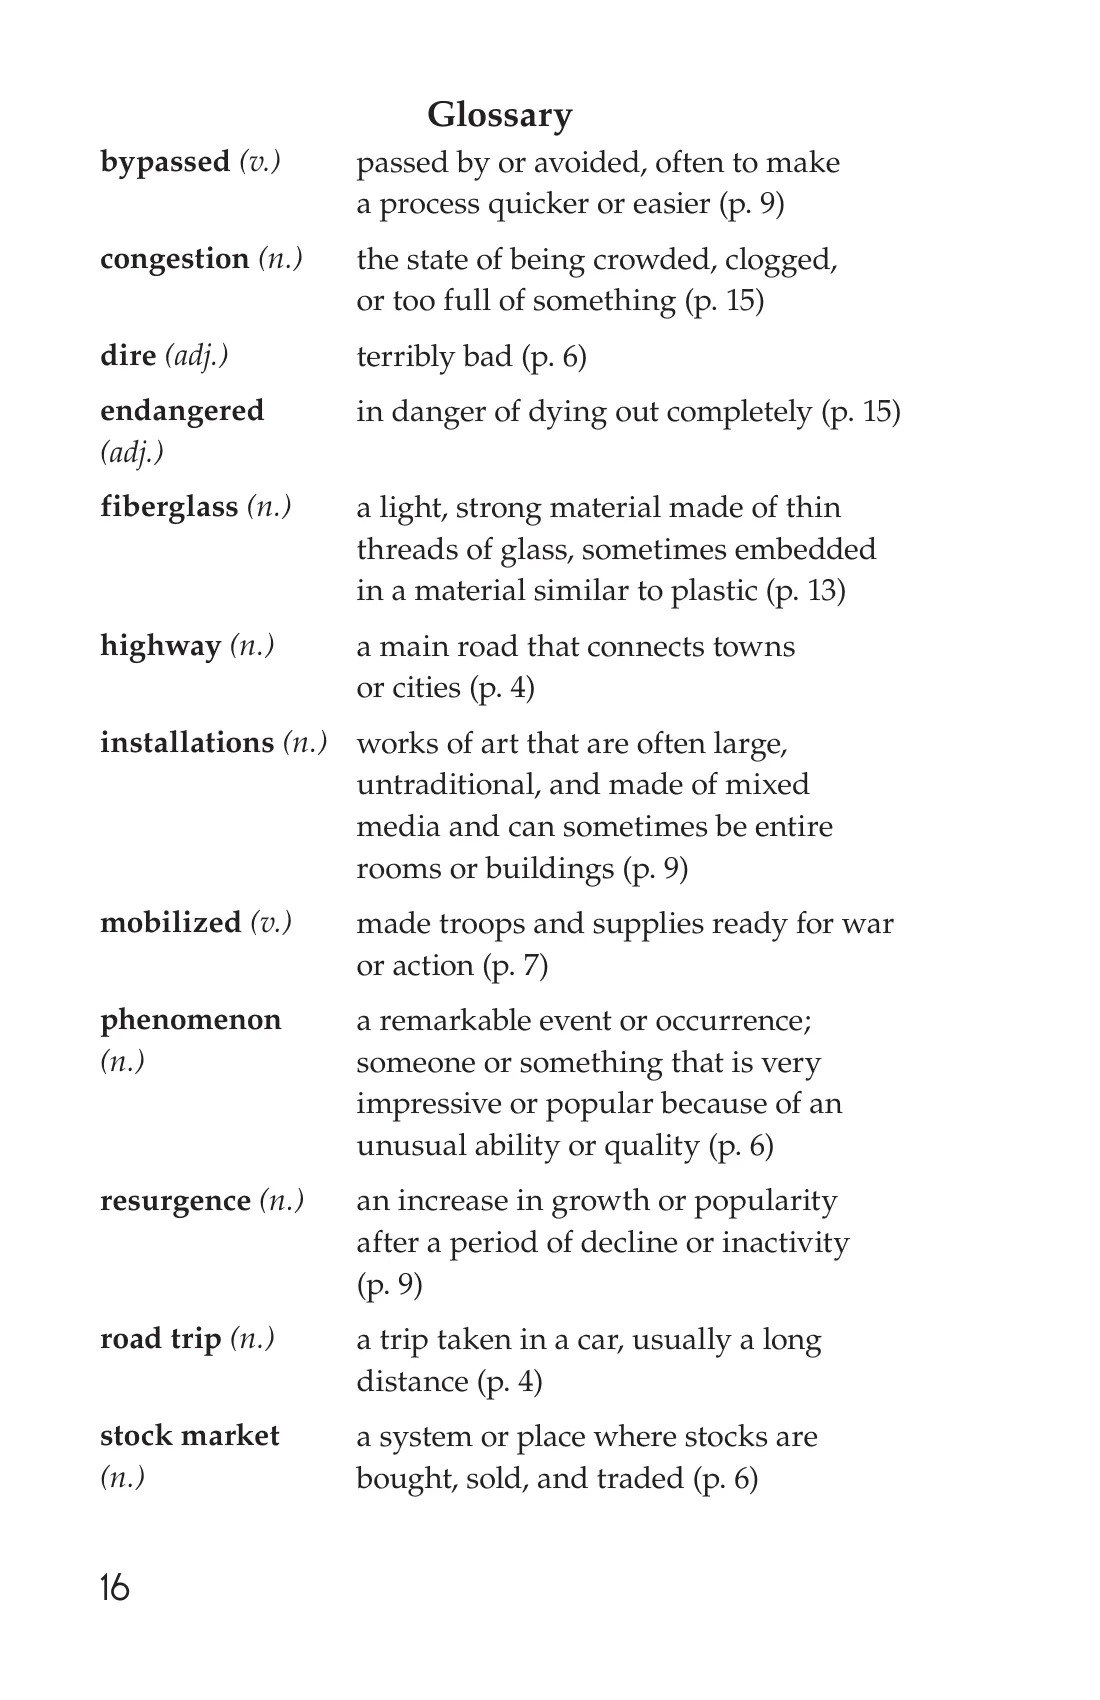 Glossary
bypassed (v.) passed by or avoided, often to make
a process quicker or easier (p. 9)
congestion (n.) the state of being crowded, clogged,
or too full of something (p. 15)
dire (adj.) terribly bad (p. 6)
endangered in danger of dying out completely (p. 15)
(adj.)
fiberglass (n.) a light, strong material made of thin
threads of glass, sometimes embedded
in a material similar to plastic (p. 13)
highway (n.) a main road that connects towns
or cities (p. 4)
installations (n.) works of art that are often large,
untraditional, and made of mixed
media and can sometimes be entire
rooms or buildings (p. 9)
mobilized (v.) made troops and supplies ready for war
or action (p. 7)
phenomenon a remarkable event or occurrence;
(n.) someone or something that is very
impressive or popular because of an
unusual ability or quality (p. 6)
resurgence (n.) an increase in growth or popularity
after a period of decline or inactivity
(p. 9)
road trip (n.) a trip taken in a car, usually a long
distance (p. 4)
stock market a system or place where stocks are
(n.) bought, sold, and traded (p. 6)
16